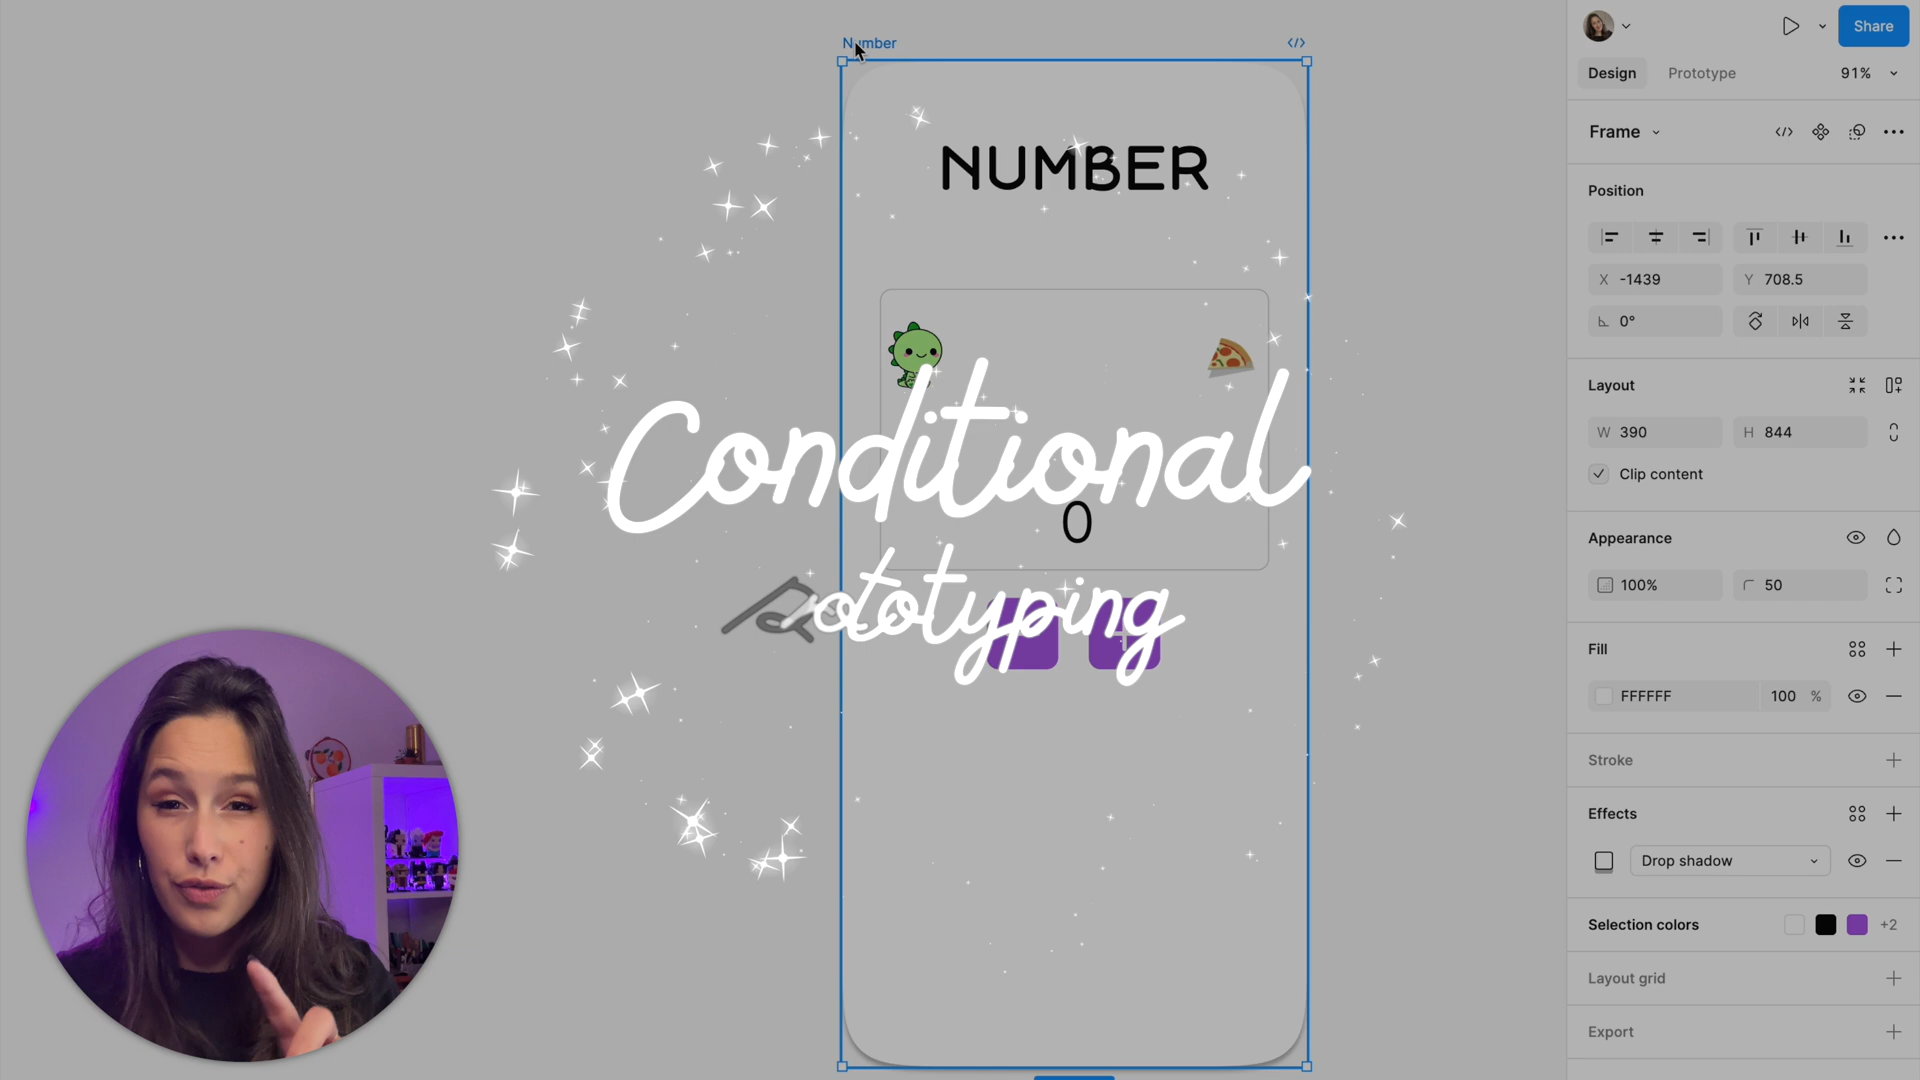 Number
Share
Design Prototype 91%
Frame
NUMBER
Position
X -1439 Y 708.5
0°
Layout
W 390 H 844
Clip content
Conditional
0
Appearance
100% 50
ototyping
Fill
FFFFFF 100 %
Stroke
Effects
Drop shadow
Selection colors +2
Layout grid
Export